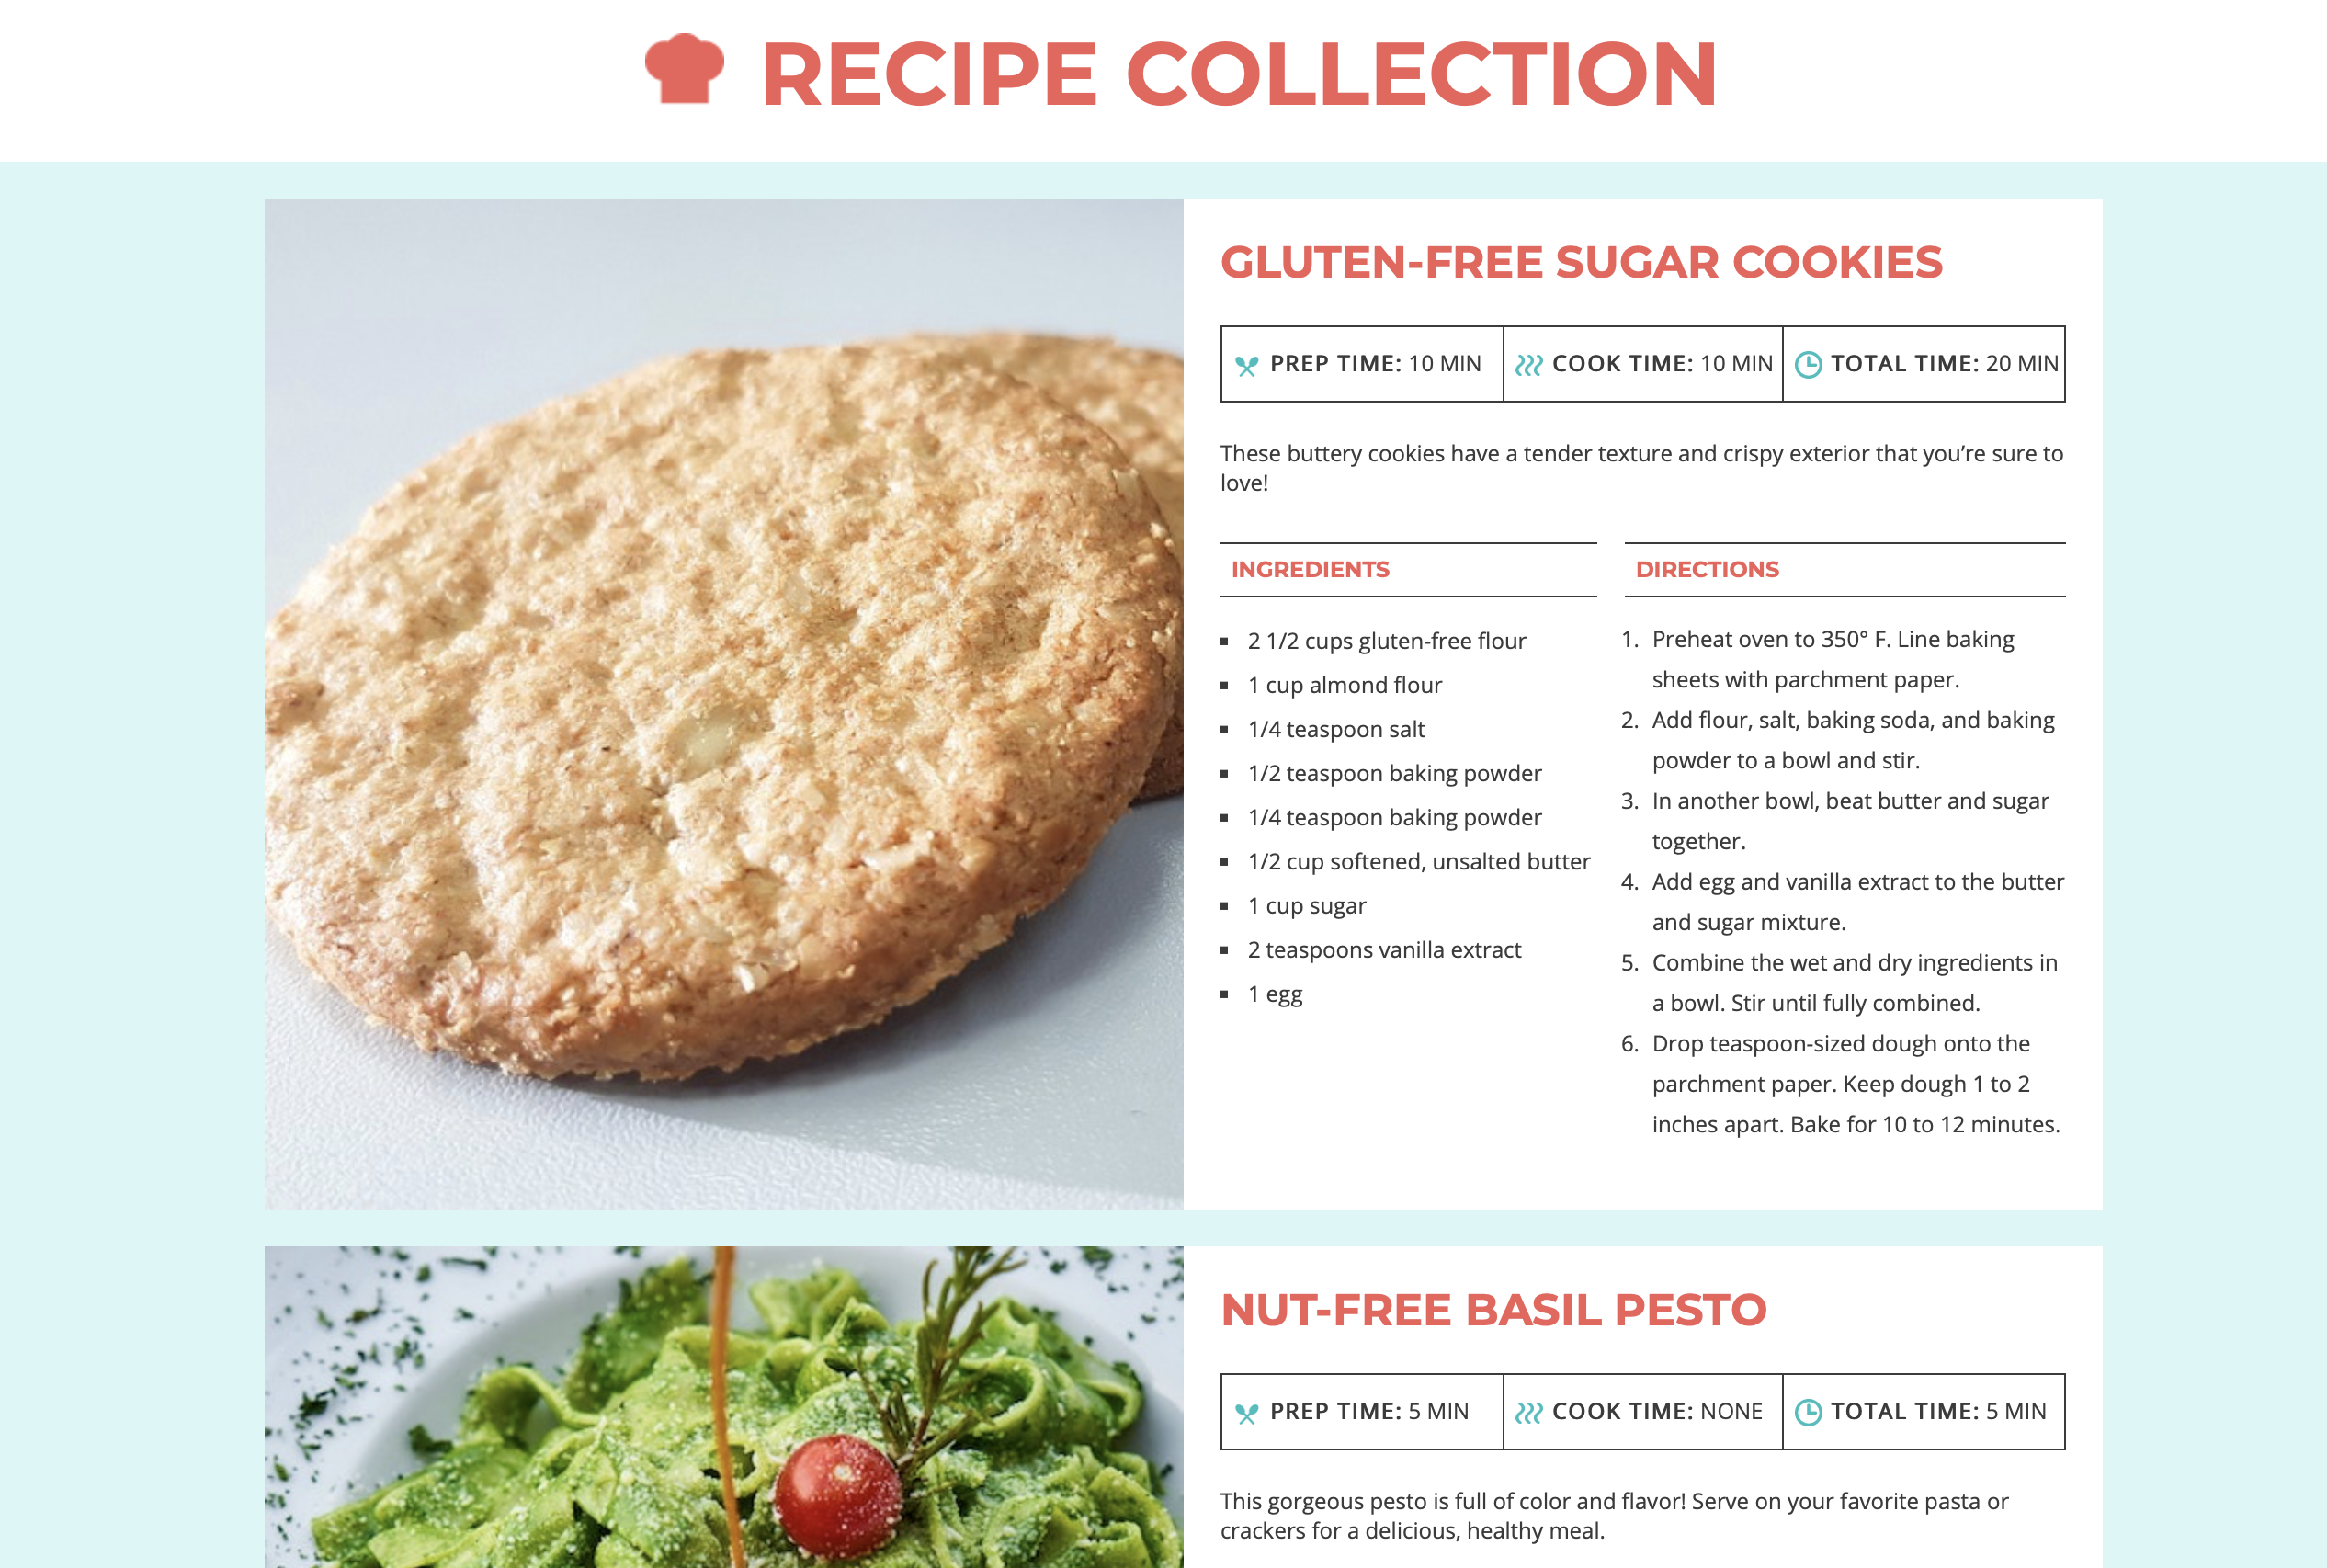 RECIPE COLLECTION
GLUTEN-FREE SUGAR COOKIES
PREP TIME: 10 MIN COOK TIME: 10 MIN TOTAL TIME: 20 MIN
These buttery cookies have a tender texture and crispy exterior that you’re sure to
love!
INGREDIENTS
▪ 2 1/2 cups gluten-free flour
▪ 1 cup almond flour
▪ 1/4 teaspoon salt
▪ 1/2 teaspoon baking powder
▪ 1/4 teaspoon baking powder
▪ 1/2 cup softened, unsalted butter
▪ 1 cup sugar
▪ 2 teaspoons vanilla extract
▪ 1 egg
DIRECTIONS
1. Preheat oven to 350° F. Line baking
sheets with parchment paper.
2. Add flour, salt, baking soda, and baking
powder to a bowl and stir.
3. In another bowl, beat butter and sugar
together.
4. Add egg and vanilla extract to the butter
and sugar mixture.
5. Combine the wet and dry ingredients in
a bowl. Stir until fully combined.
6. Drop teaspoon-sized dough onto the
parchment paper. Keep dough 1 to 2
inches apart. Bake for 10 to 12 minutes.
NUT-FREE BASIL PESTO
PREP TIME: 5 MIN COOK TIME: NONE TOTAL TIME: 5 MIN
This gorgeous pesto is full of color and flavor! Serve on your favorite pasta or
crackers for a delicious, healthy meal.